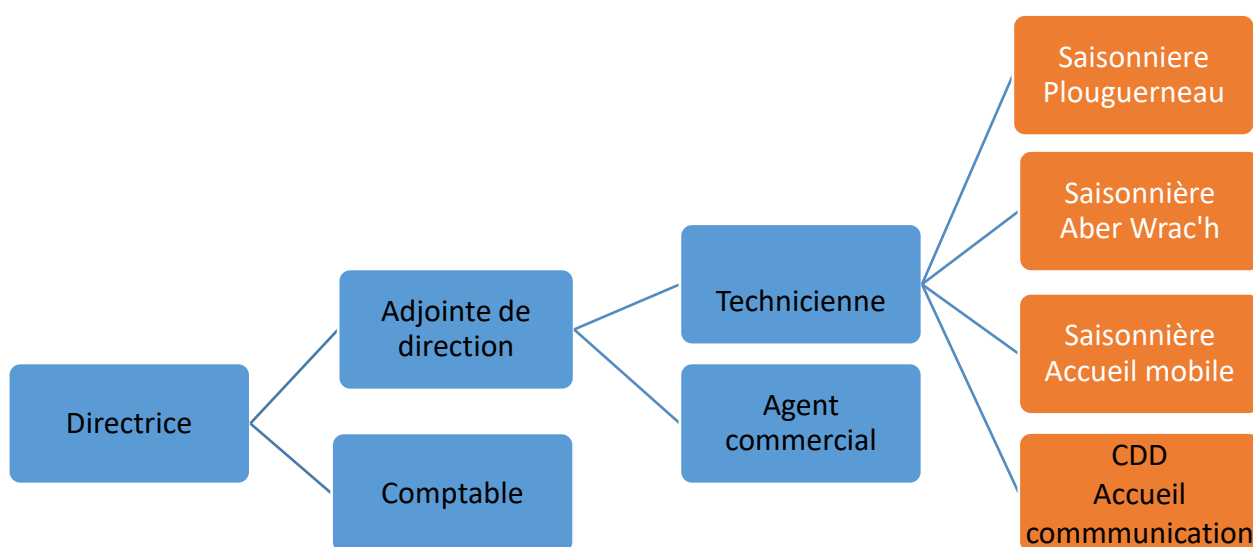 Directrice
Adjointe de
direction
Comptable
Technicienne
Agent
commercial
Saisonniere
Plouguerneau
Saisonnière
Aber Wrac'h
Saisonnière
Accueil mobile
CDD
Accueil
commmunication